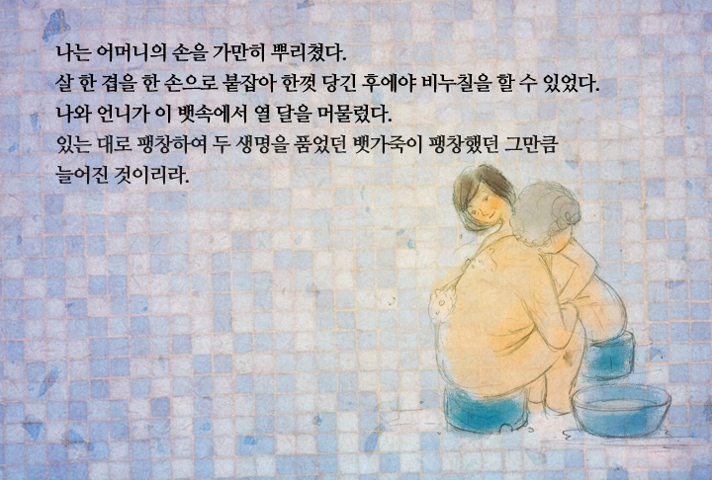 나는 어머니의 손을 가만히 뿌리쳤다.
살 한 겹을 한 손으로 붙잡아 한껏 당긴 후에야 비누칠을 할 수 있었다.
나와 언니가 이 뱃속에서 열 달을 머물렀다.
있는 대로 팽창하여 두 생명을 품었던 뱃가죽이 팽창했던 그만큼
늘어진 것이리라.